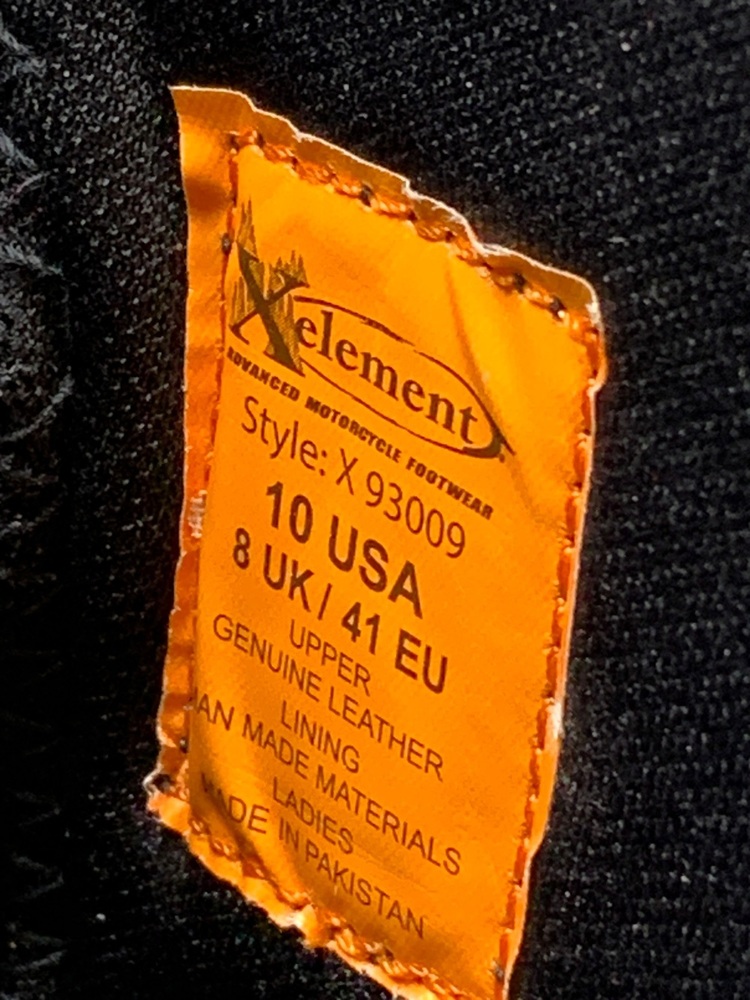 Xelement
ADVANCED MOTORCYCLE FOOTWEAR
Style: X 93009
10 USA
8 UK / 41 EU
UPPER
GENUINE LEATHER
LINING
MAN MADE MATERIALS
LADIES
MADE IN PAKISTAN